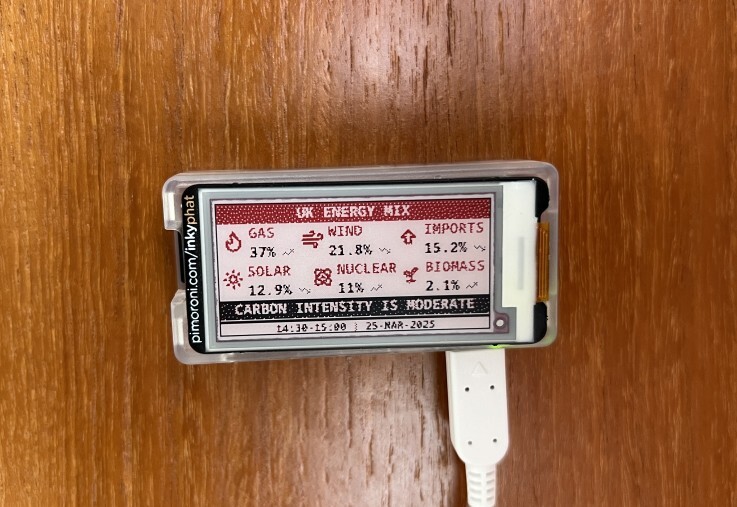 pimoroni.com/inkyphat
UK ENERGY MIX
GAS WIND IMPORTS
37% 21.8% 15.2%
SOLAR NUCLEAR BIOMASS
12.9% 11% 2.1%
CARBON INTENSITY IS MODERATE
14:30-15:00 | 25-MAR-2025